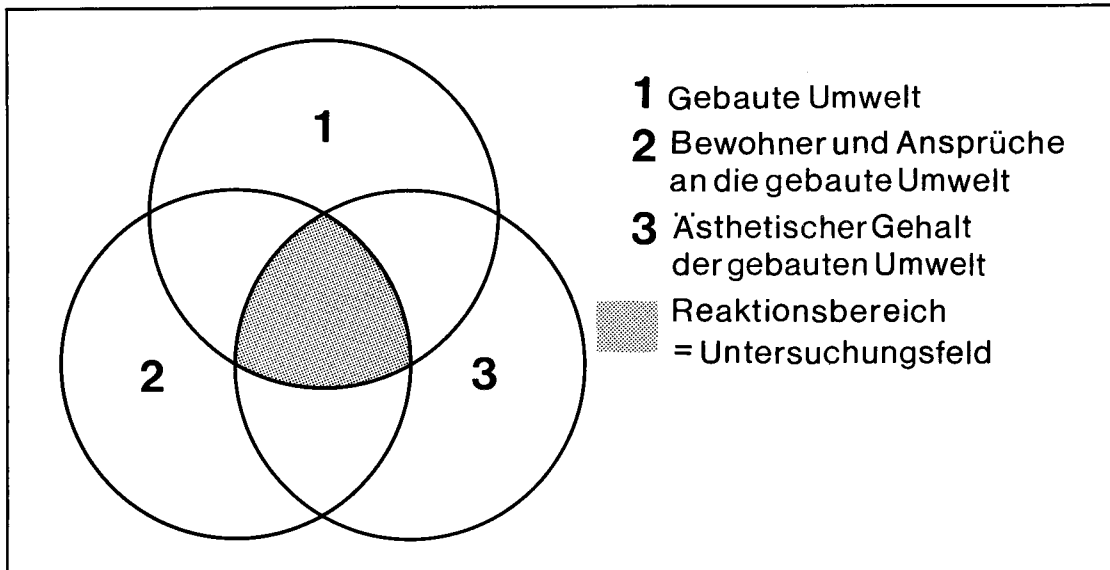 1
2
3
1 Gebaute Umwelt
2 Bewohner und Ansprüche
an die gebaute Umwelt
3 Ästhetischer Gehalt
der gebauten Umwelt
Reaktionsbereich
= Untersuchungsfeld